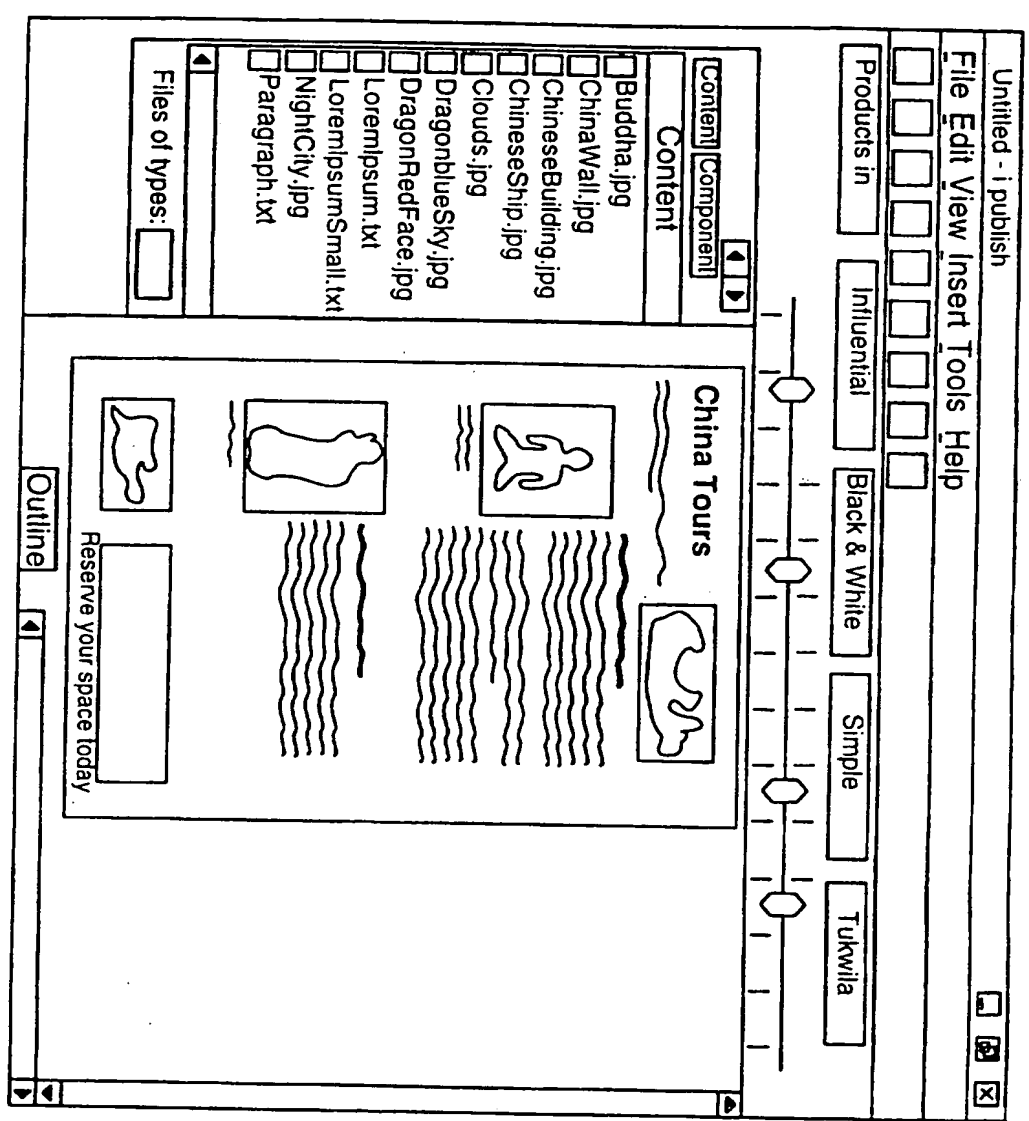 Untitled - i publish
File Edit View Insert Tools Help
Products in
Influential
Black & White
Simple
Tukwila
Content Component
Content
Buddha.jpg
ChinaWall.jpg
ChineseBuilding.jpg
ChineseShip.jpg
Clouds.jpg
DragonblueSky.jpg
DragonRedFace.jpg
LoremIpsum.txt
LoremIpsumSmall.txt
NightCity.jpg
Paragraph.txt
Files of types:
China Tours
Reserve your space today
Outline